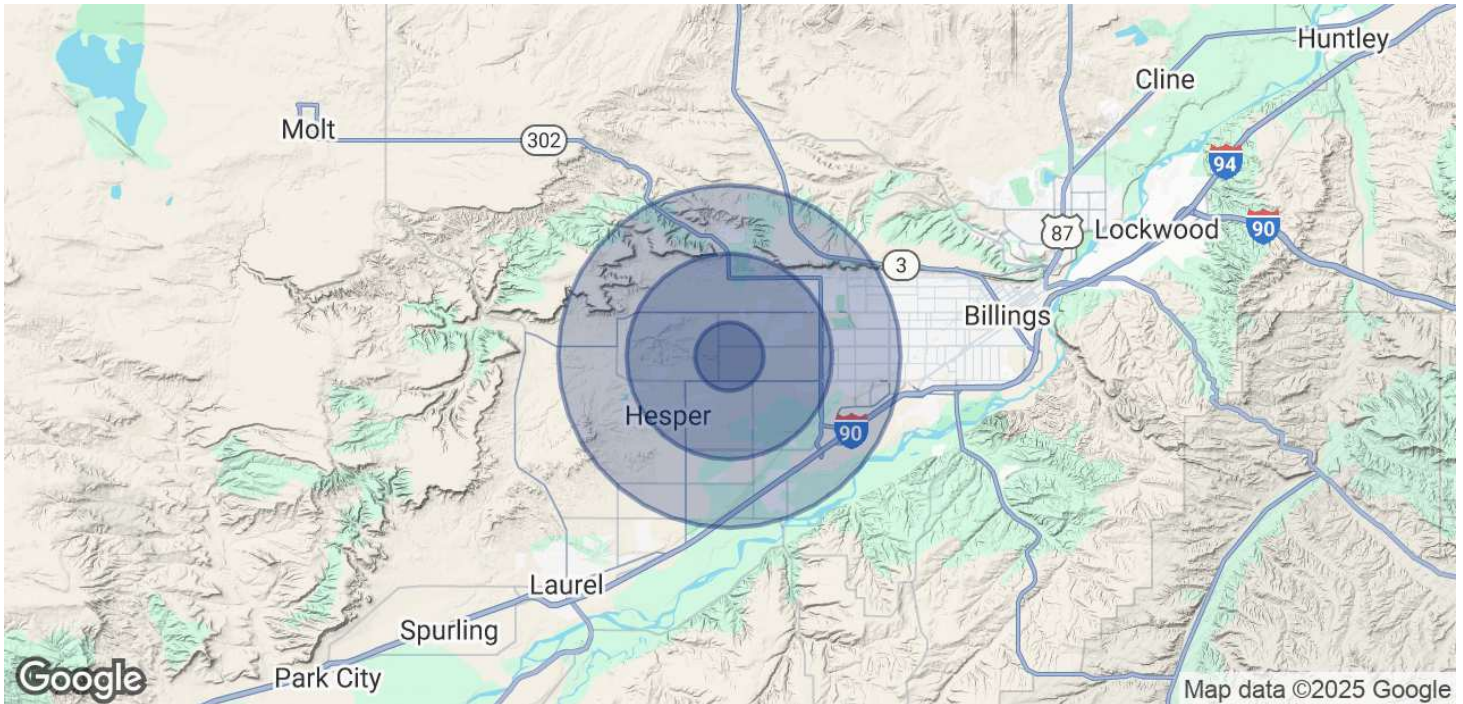 Huntley
Cline
Molt
302
94
87
Lockwood
90
3
Billings
Hesper
90
Laurel
Spurling
Park City
Google
Map data ©2025 Google